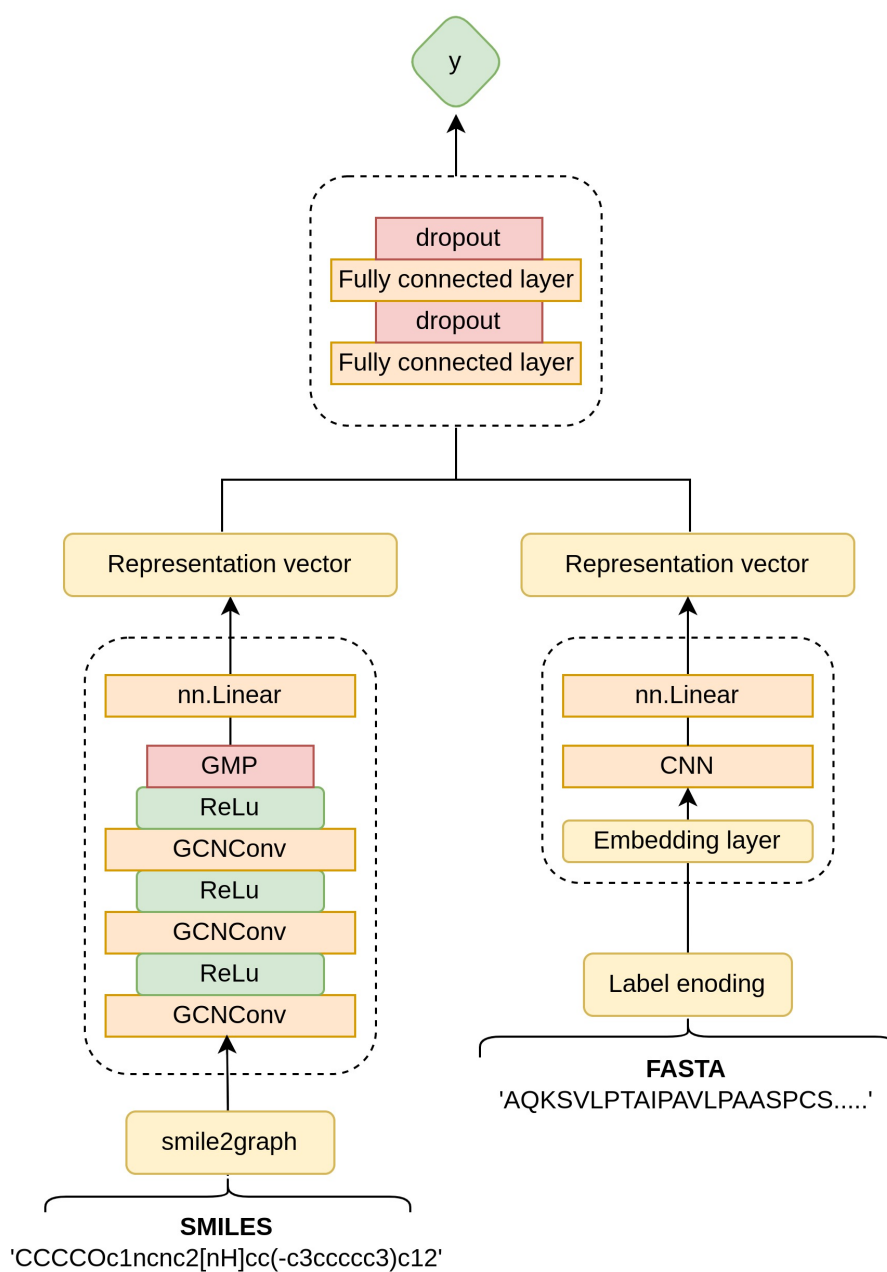 y
dropout
Fully connected layer
dropout
Fully connected layer
Representation vector
Representation vector
nn.Linear
GMP
ReLu
GCNConv
ReLu
GCNConv
ReLu
GCNConv
smile2graph
SMILES
'CCCCOc1ncnc2[nH]cc(-c3ccccc3)c12'
nn.Linear
CNN
Embedding layer
Label enoding
FASTA
'AQKSVLPTAIPAVLPAASPCS.....'